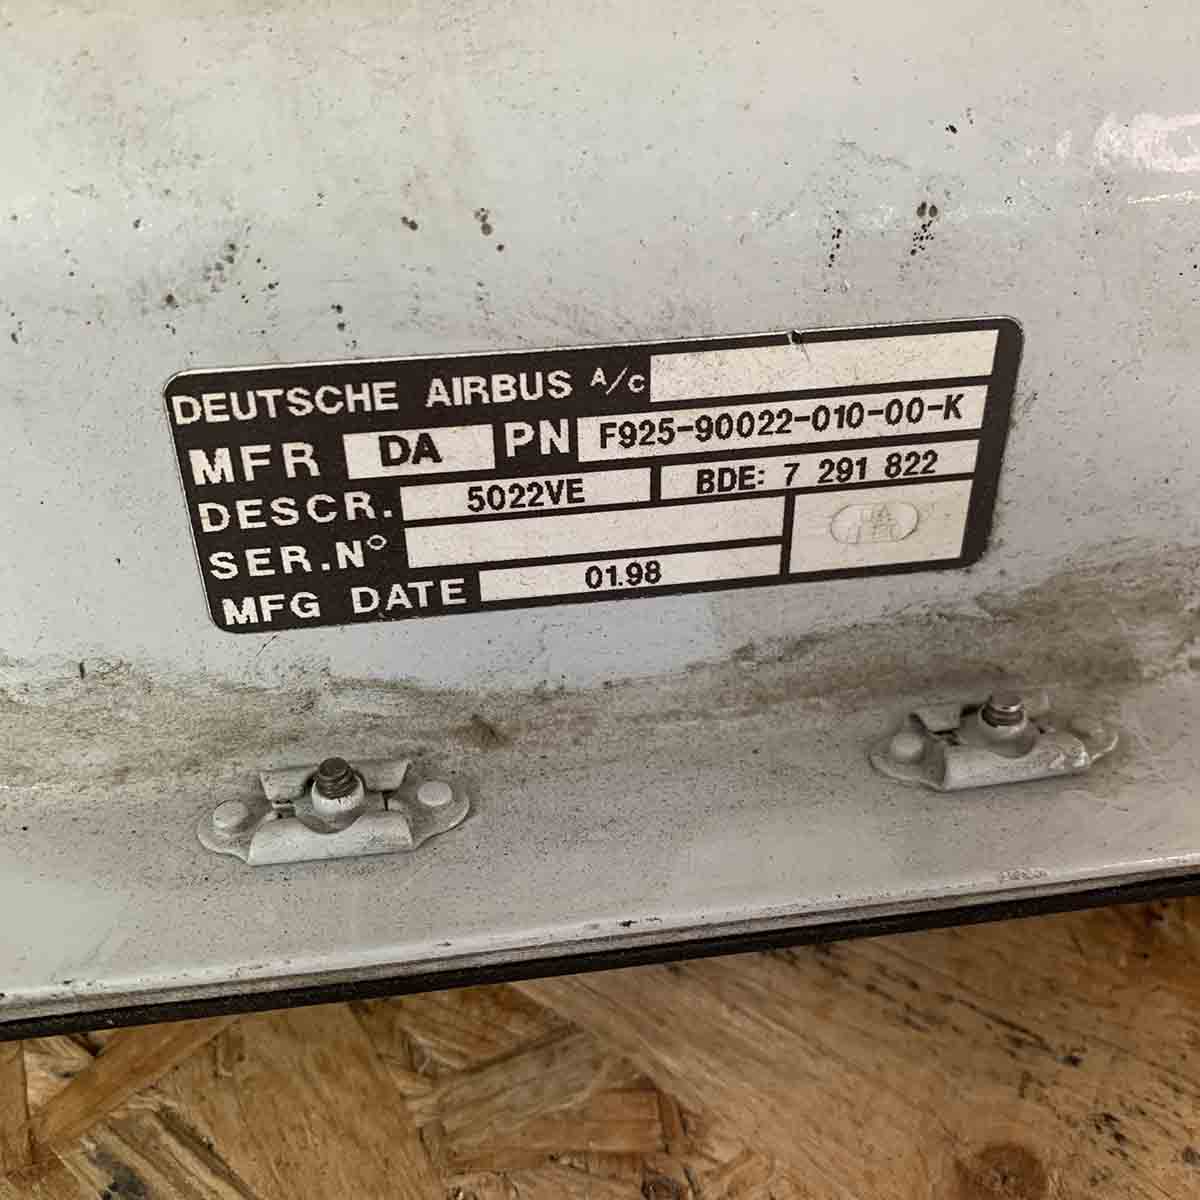 DEUTSCHE AIRBUS A/C
MFR DA PN F925-90022-010-00-K
DESCR. 5022VE BDE: 7 291 822
SER.Nº
MFG DATE 01.98